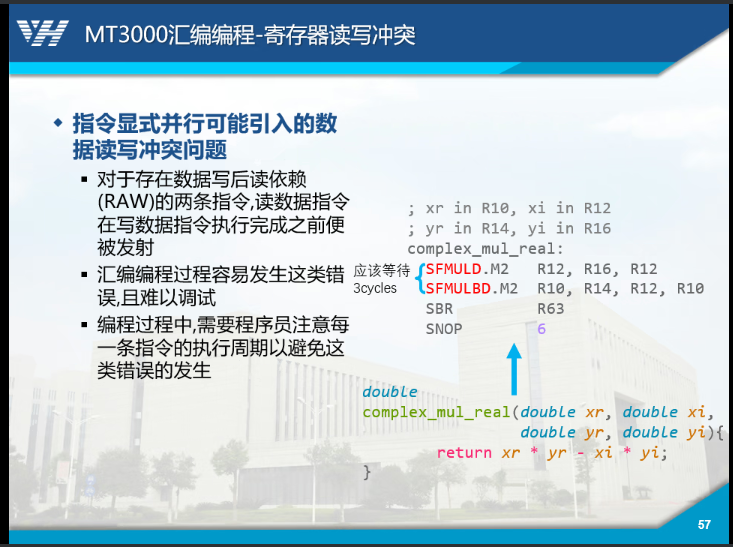 MT3000汇编编程-寄存器读写冲突
指令显式并行可能引入的数
据读写冲突问题
对于存在数据写后读依赖
(RAW)的两条指令,读数据指令
在写数据指令执行完成之前便
被发射
汇编编程过程容易发生这类错
误,且难以调试
编程过程中,需要程序员注意每
一条指令的执行周期以避免这
类错误的发生
; xr in R10, xi in R12
; yr in R14, yi in R16
complex_mul_real:
应该等待
3cycles
SFMULD.M2 R12, R16, R12
SFMULBD.M2 R10, R14, R12, R10
SBR R63
SNOP 6
double
complex_mul_real(double xr, double xi,
double yr, double yi){
return xr * yr - xi * yi;
}
57